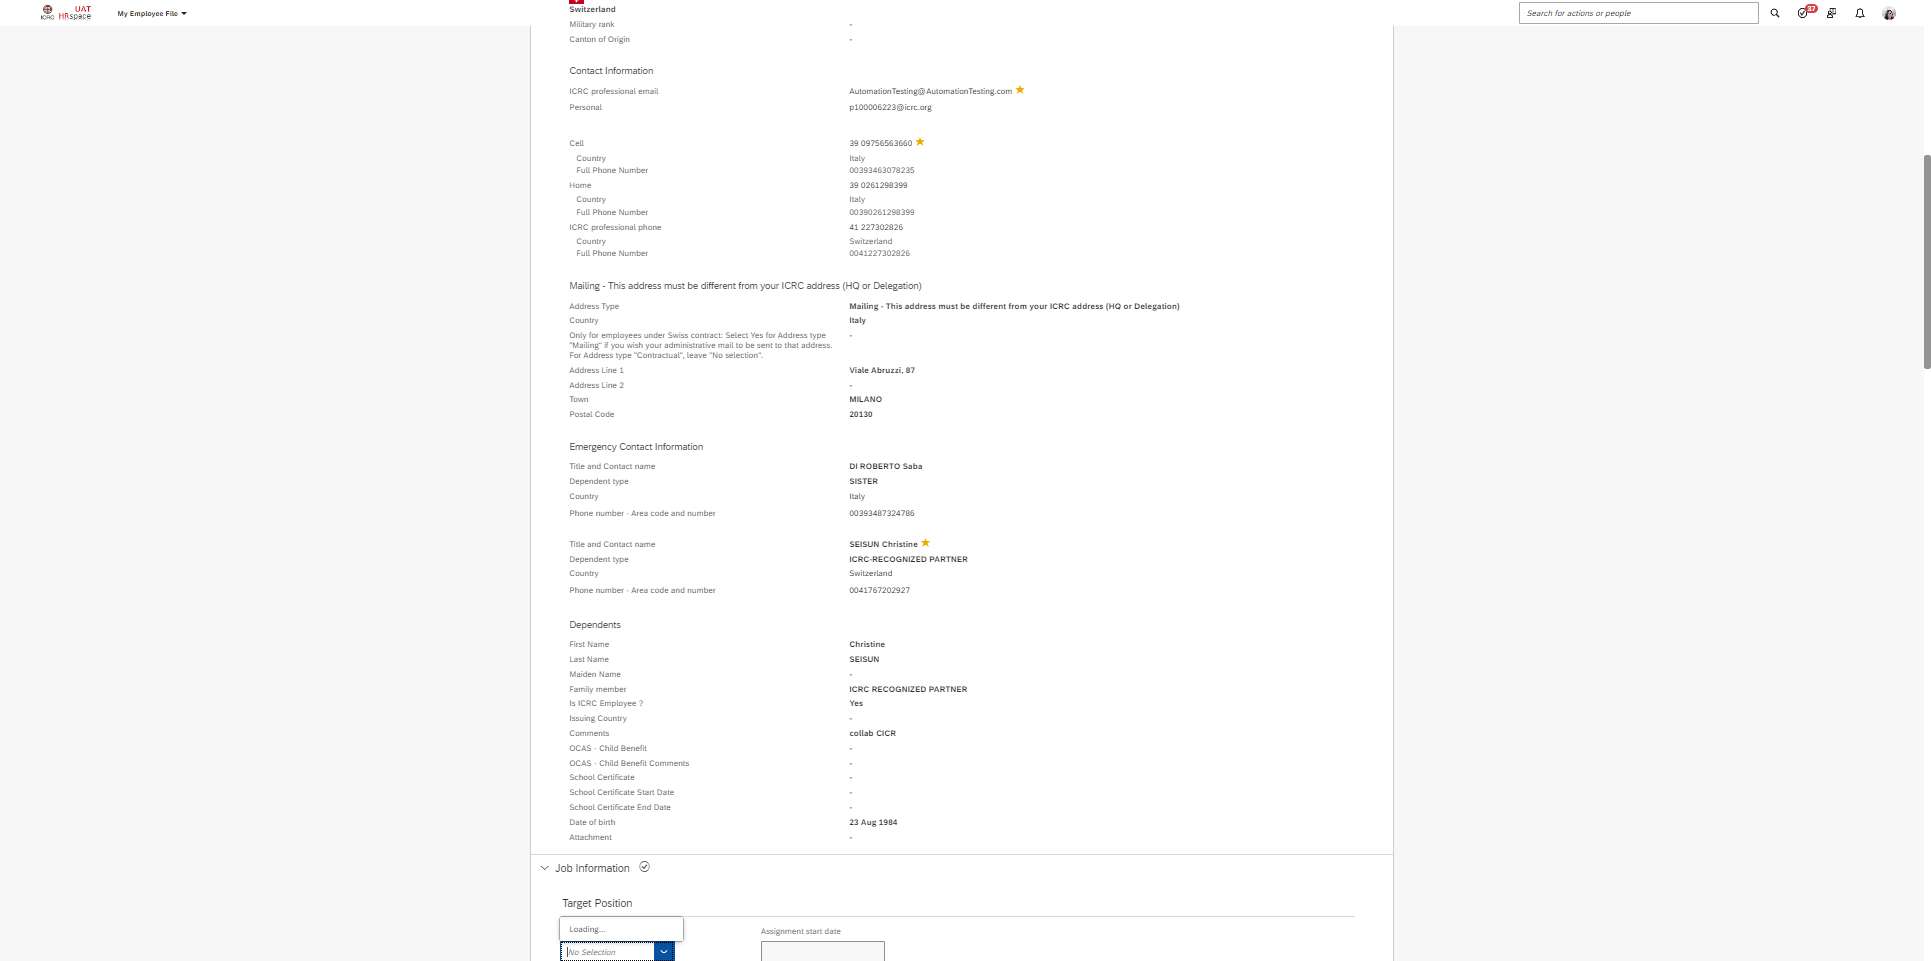 ICRC UAT HRspace My Employee File Search for actions or people 37
Switzerland
Military rank -
Canton of Origin -
Contact Information
ICRC professional email AutomationTesting@AutomationTesting.com
Personal p100006223@icrc.org
Cell 39 09756563660
Country Italy
Full Phone Number 00393463078235
Home 39 0261298399
Country Italy
Full Phone Number 00390261298399
ICRC professional phone 41 227302826
Country Switzerland
Full Phone Number 0041227302826
Mailing - This address must be different from your ICRC address (HQ or Delegation)
Address Type Mailing - This address must be different from your ICRC address (HQ or Delegation)
Country Italy
Only for employees under Swiss contract: Select Yes for Address type -
"Mailing" if you wish your administrative mail to be sent to that address.
For Address type "Contractual", leave "No selection".
Address Line 1 Viale Abruzzi, 87
Address Line 2 -
Town MILANO
Postal Code 20130
Emergency Contact Information
Title and Contact name DI ROBERTO Saba
Dependent type SISTER
Country Italy
Phone number - Area code and number 00393487324786
Title and Contact name SEISUN Christine
Dependent type ICRC-RECOGNIZED PARTNER
Country Switzerland
Phone number - Area code and number 0041767202927
Dependents
First Name Christine
Last Name SEISUN
Maiden Name -
Family member ICRC RECOGNIZED PARTNER
Is ICRC Employee ? Yes
Issuing Country -
Comments collab CICR
OCAS - Child Benefit -
OCAS - Child Benefit Comments -
School Certificate -
School Certificate Start Date -
School Certificate End Date -
Date of birth 23 Aug 1984
Attachment -
Job Information
Target Position
Loading...
Assignment start date
No Selection